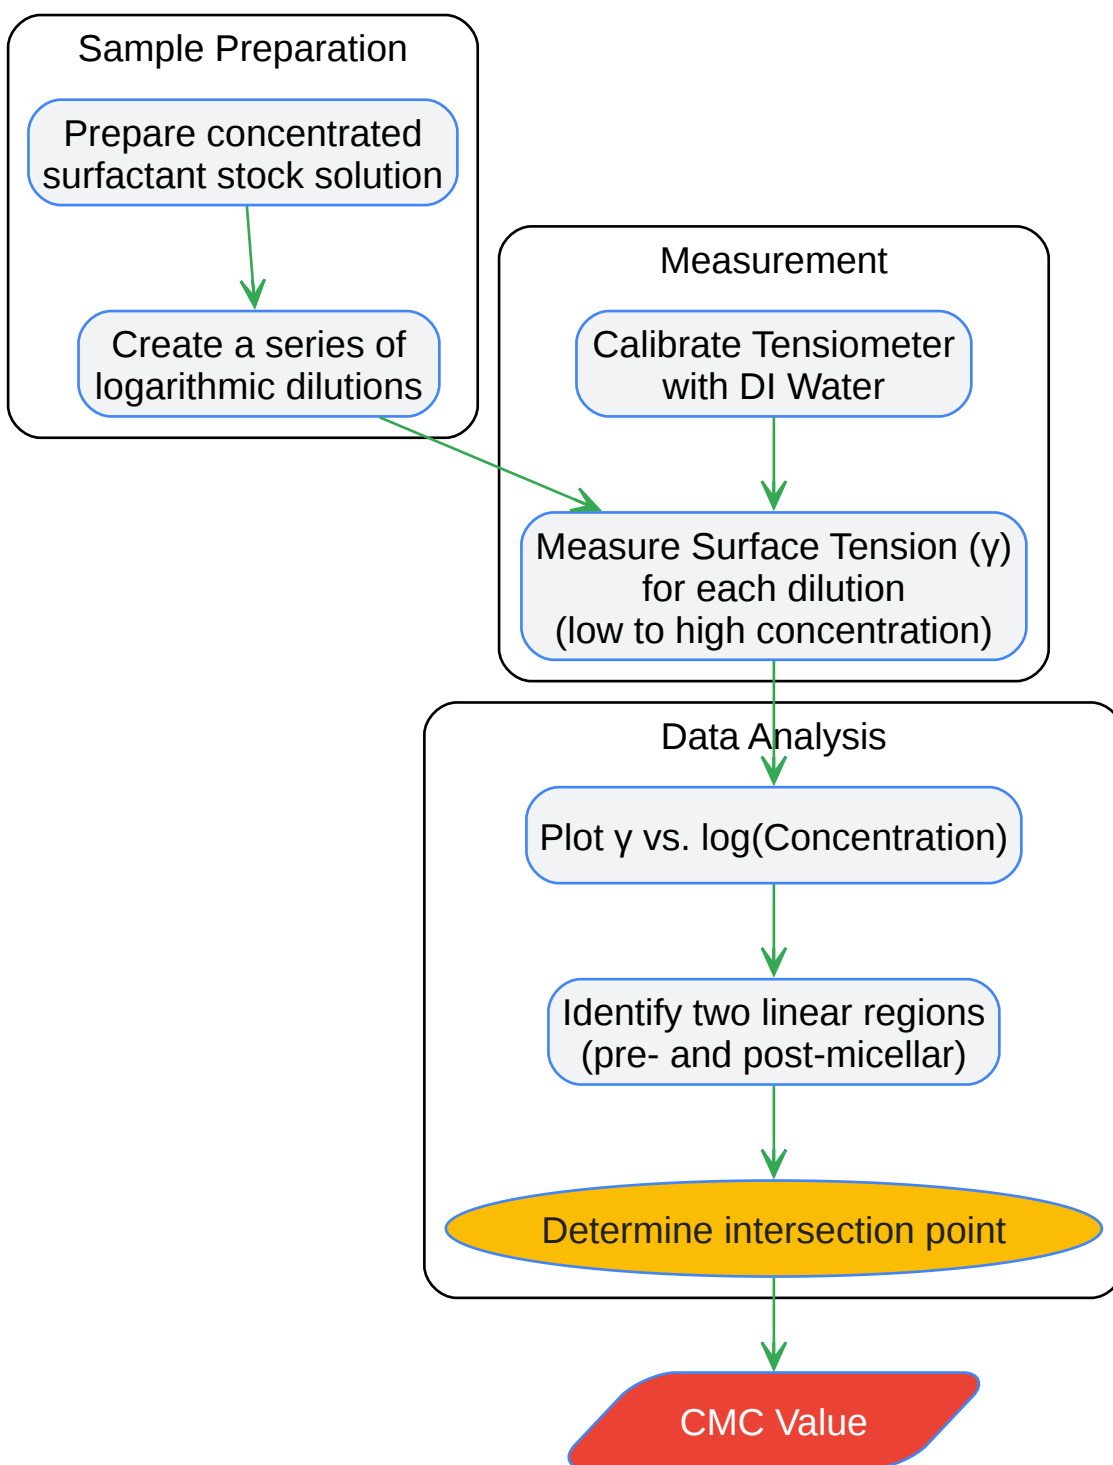 Sample Preparation
Prepare concentrated
surfactant stock solution
Create a series of
logarithmic dilutions
Measurement
Calibrate Tensiometer
with DI Water
Measure Surface Tension (γ)
for each dilution
(low to high concentration)
Data Analysis
Plot γ vs. log(Concentration)
Identify two linear regions
(pre- and post-micellar)
Determine intersection point
CMC Value